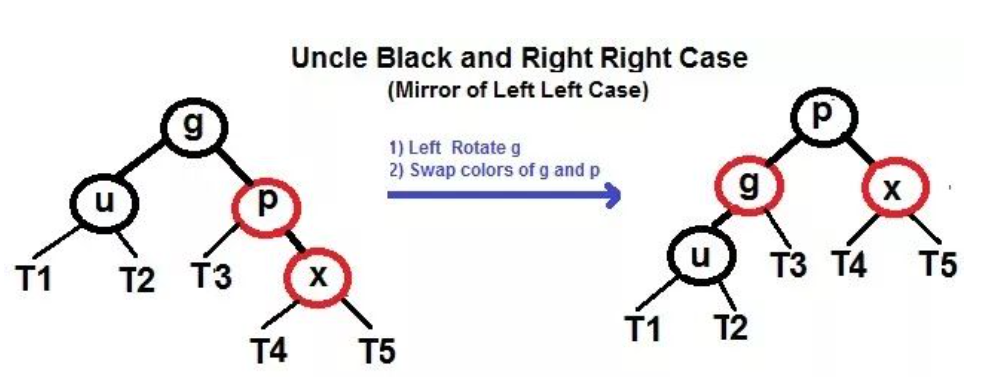 Uncle Black and Right Right Case
(Mirror of Left Left Case)
1) Left Rotate g
2) Swap colors of g and p
g
u
p
T1
T2
T3
x
T4
T5
p
g
x
u
T3
T4
T5
T1
T2